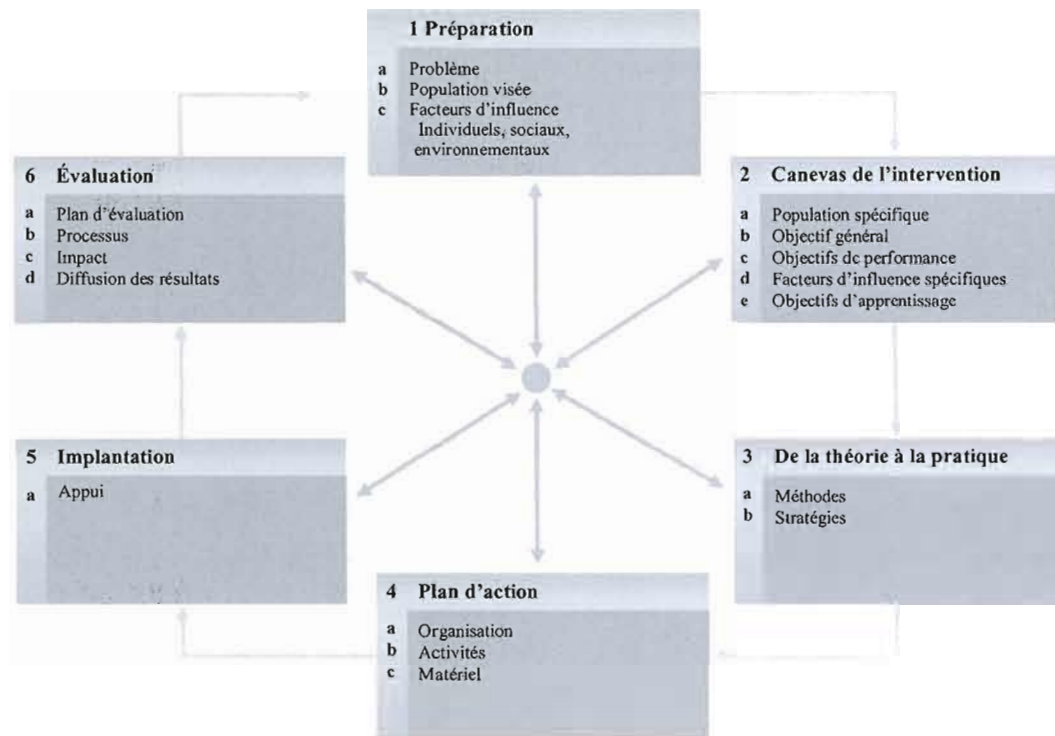 1 Préparation
a Problème
b Population visée
c Facteurs d'influence
Individuels, sociaux,
environnementaux
2 Canevas de l'intervention
a Population spécifique
b Objectif général
c Objectifs de performance
d Facteurs d'influence spécifiques
e Objectifs d'apprentissage
3 De la théorie à la pratique
a Méthodes
b Stratégies
4 Plan d'action
a Organisation
b Activités
c Matériel
5 Implantation
a Appui
6 Évaluation
a Plan d'évaluation
b Processus
c Impact
d Diffusion des résultats